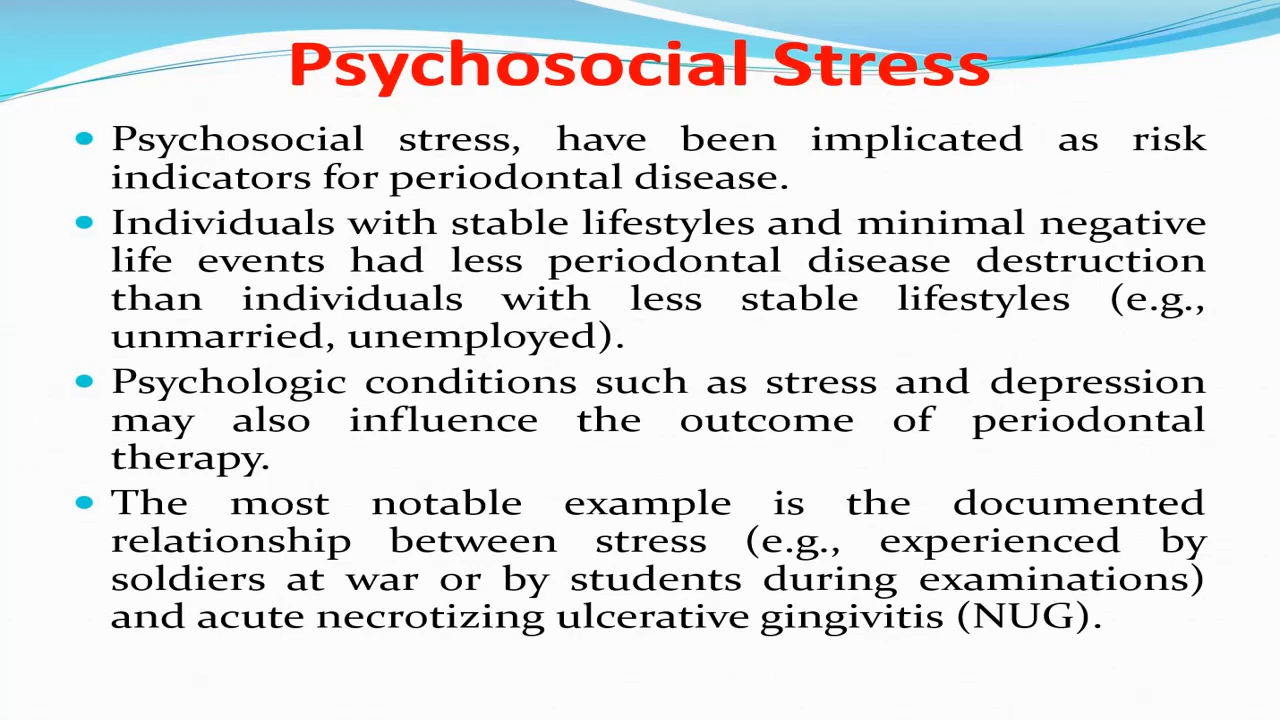 Psychosocial Stress
• Psychosocial stress, have been implicated as risk
indicators for periodontal disease.
• Individuals with stable lifestyles and minimal negative
life events had less periodontal disease destruction
than individuals with less stable lifestyles (e.g.,
unmarried, unemployed).
• Psychologic conditions such as stress and depression
may also influence the outcome of periodontal
therapy.
• The most notable example is the documented
relationship between stress (e.g., experienced by
soldiers at war or by students during examinations)
and acute necrotizing ulcerative gingivitis (NUG).